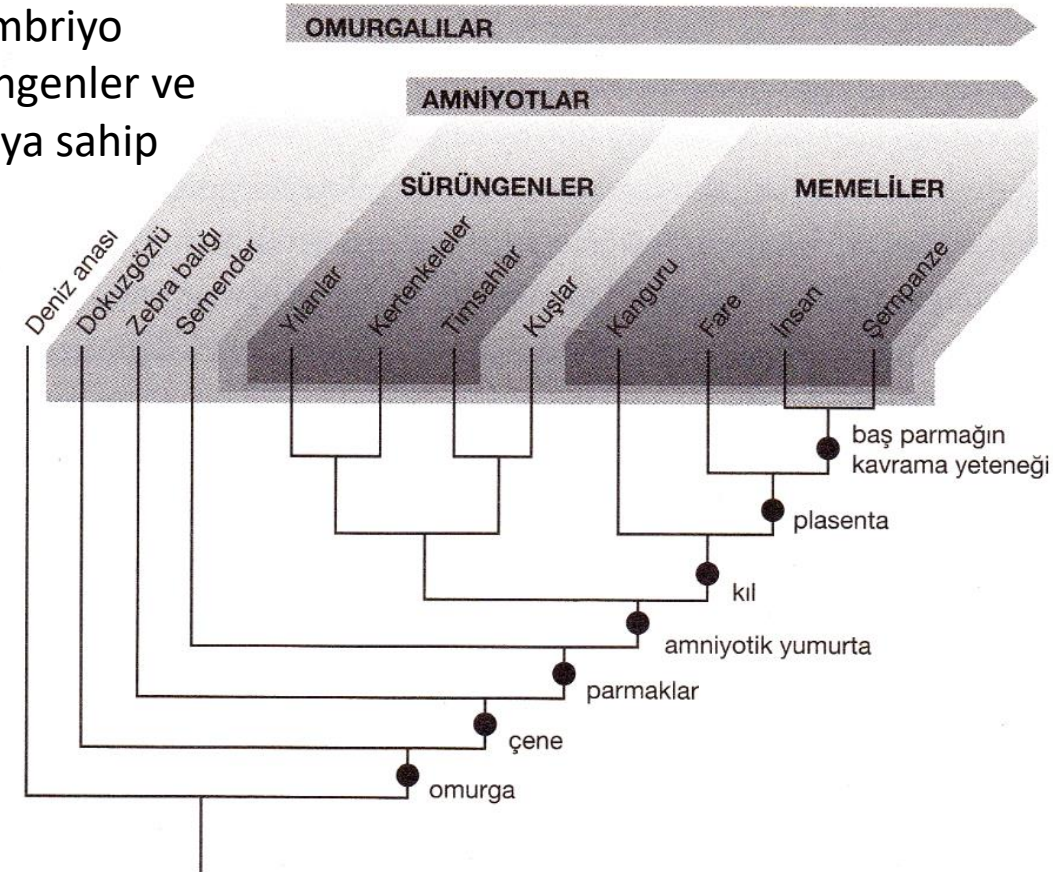 mbriyo
ngenler ve
ya sahip
OMURGALILAR
AMNİYOTLAR
SÜRÜNGENLER
MEMELİLER
Deniz anası
Dokuzgözlü
Zebra balığı
Semender
Yılanlar
Kertenkeleler
Timsahlar
Kuşlar
Kanguru
Fare
İnsan
Şempanze
baş parmağın
kavrama yeteneği
plasenta
kıl
amniyotik yumurta
parmaklar
çene
omurga